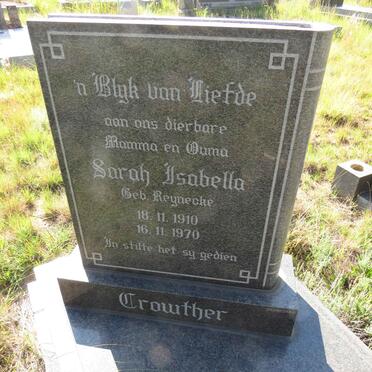 'n Blyk van Liefde
aan ons dierbare
Mamma en Ouma
Sarah Isabella
Geb. Reynecke
18. 11. 1910
16. 11. 1970
In stilte het sy gedien
Crowther